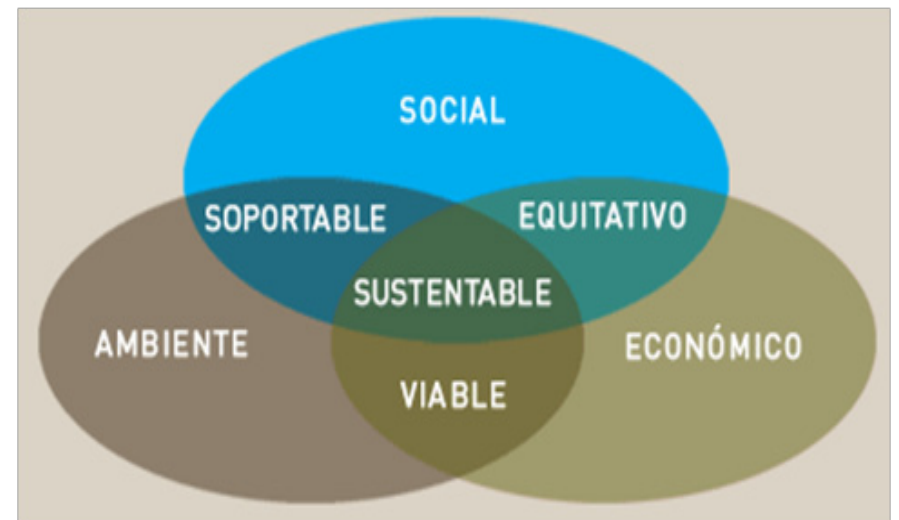 SOCIAL
SOPORTABLE
EQUITATIVO
SUSTENTABLE
AMBIENTE
ECONÓMICO
VIABLE